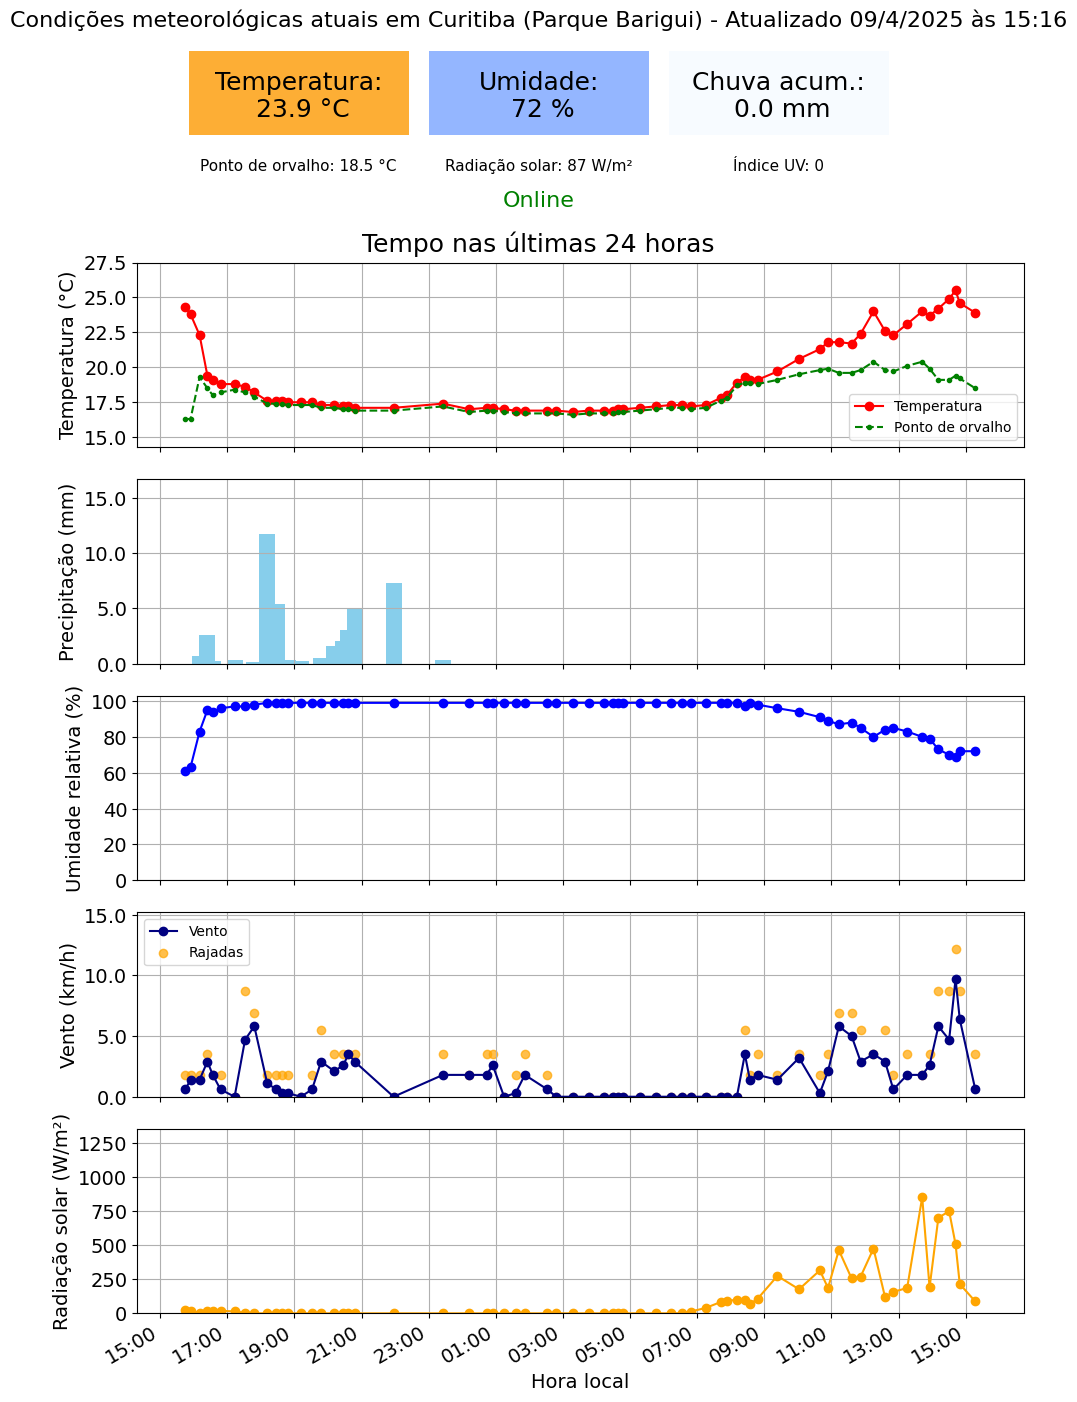 Condições meteorológicas atuais em Curitiba (Parque Barigui) - Atualizado 09/4/2025 às 15:16
Temperatura:
23.9 °C
Umidade:
72 %
Chuva acum.:
0.0 mm
Ponto de orvalho: 18.5 °C
Radiação solar: 87 W/m²
Índice UV: 0
Online
Tempo nas últimas 24 horas
Temperatura (°C)
27.5
25.0
22.5
20.0
17.5
15.0
Temperatura
Ponto de orvalho
Precipitação (mm)
15.0
10.0
5.0
0.0
Umidade relativa (%)
100
80
60
40
20
0
Vento (km/h)
15.0
10.0
5.0
0.0
Vento
Rajadas
Radiação solar (W/m²)
1250
1000
750
500
250
0
15:00
17:00
19:00
21:00
23:00
01:00
03:00
05:00
07:00
09:00
11:00
13:00
15:00
Hora local